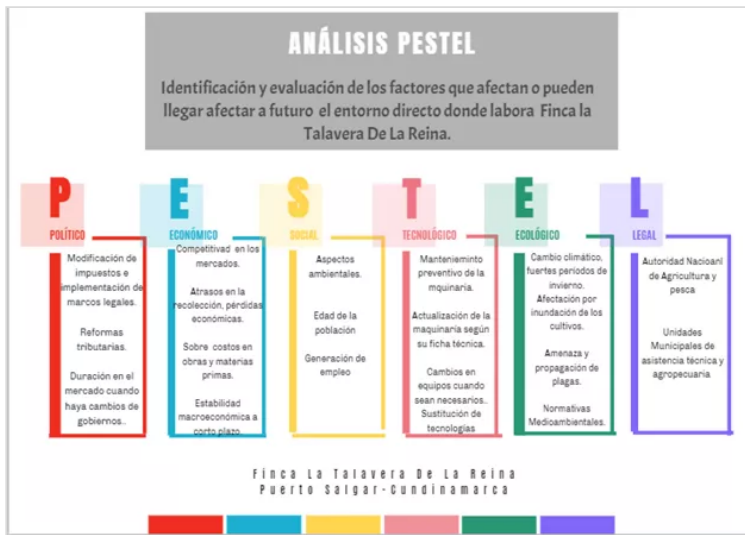 ANÁLISIS PESTEL
Identificación y evaluación de los factores que afectan o pueden
llegar afectar a futuro el entorno directo donde labora Finca la
Talavera De La Reina.
P
POLÍTICO
Modificación de
impuestos e
implementación de
marcos legales.
Reformas
tributarias.
Duración en el
mercado cuando
haya cambios de
gobiernos..
E
ECONÓMICO
Competitivad en los
mercados.
Atrasos en la
recolección, pérdidas
económicas.
Sobre costos en
obras y materias
primas.
Estabilidad
macroeconómica a
corto plazo.
S
SOCIAL
Aspectos
ambientales.
Edad de la
población
Generación de
empleo
T
TECNOLÓGICO
Mantenieminto
preventivo de la
mquinaria.
Actualización de la
maquinaría según
su ficha técnica.
Cambios en
equipos cuando
sean necesarios..
Sustitución de
tecnologías
E
ECOLÓGICO
Cambio climático,
fuertes periodos de
invierno.
Afectación por
inundación de los
cultivos.
Amenaza y
propagación de
plagas.
Normativas
Medioambientales.
L
LEGAL
Autoridad Nacioanl
de Agricultura y
pesca
Unidades
Municipales de
asistencia técnica y
agropecuaria
Finca La Talavera De La Reina
Puerto Salgar-Cundinamarca